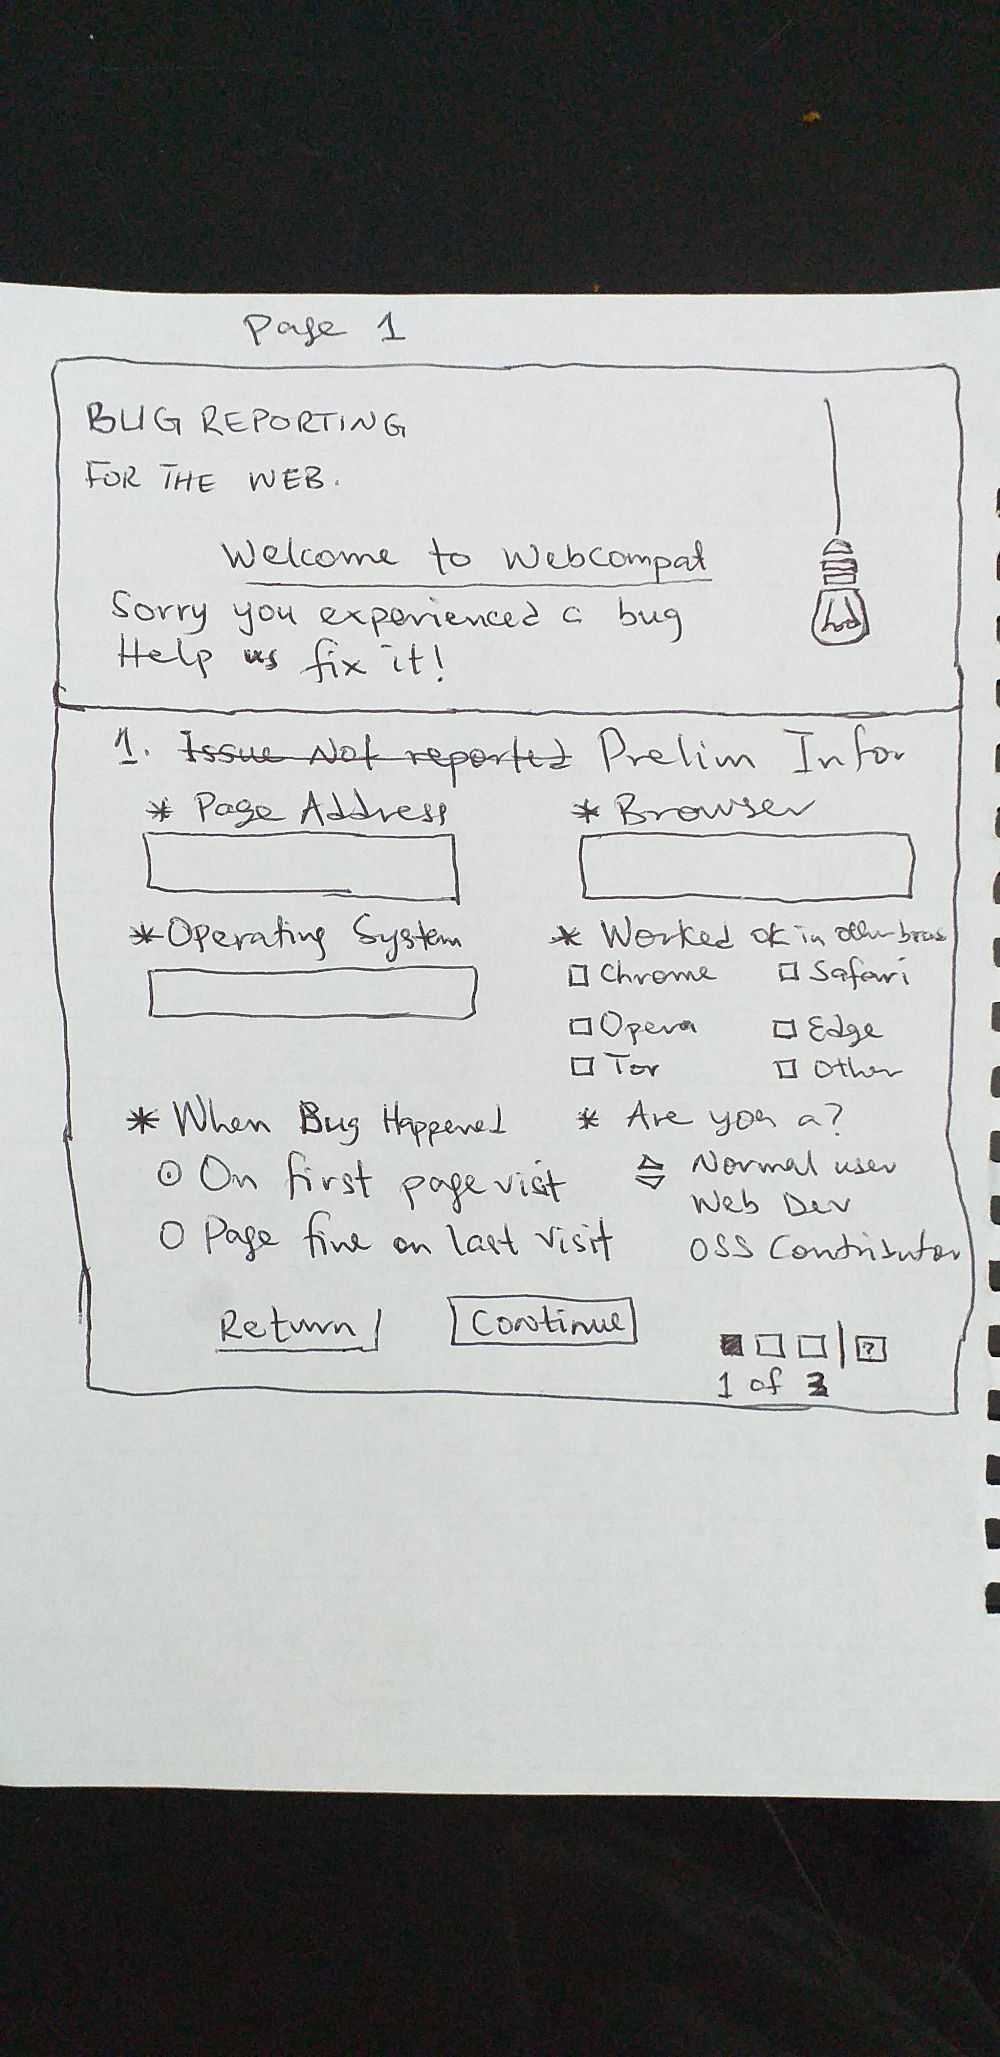 Page 1
BUG REPORTING
FOR THE WEB.
Welcome to Webcompat
Sorry you experienced a bug
Help us fix it!
1. Issue Not reported Prelim Infor
* Page Address
* Browser
* Operating System
* Worked ok in other brows
Chrome
Safari
Opera
Edge
Tor
Other
* When Bug Happened
On first page visit
Page fine on last visit
* Are you a?
Normal user
Web Dev
OSS Contributor
Return
Continue
?
1 of 3